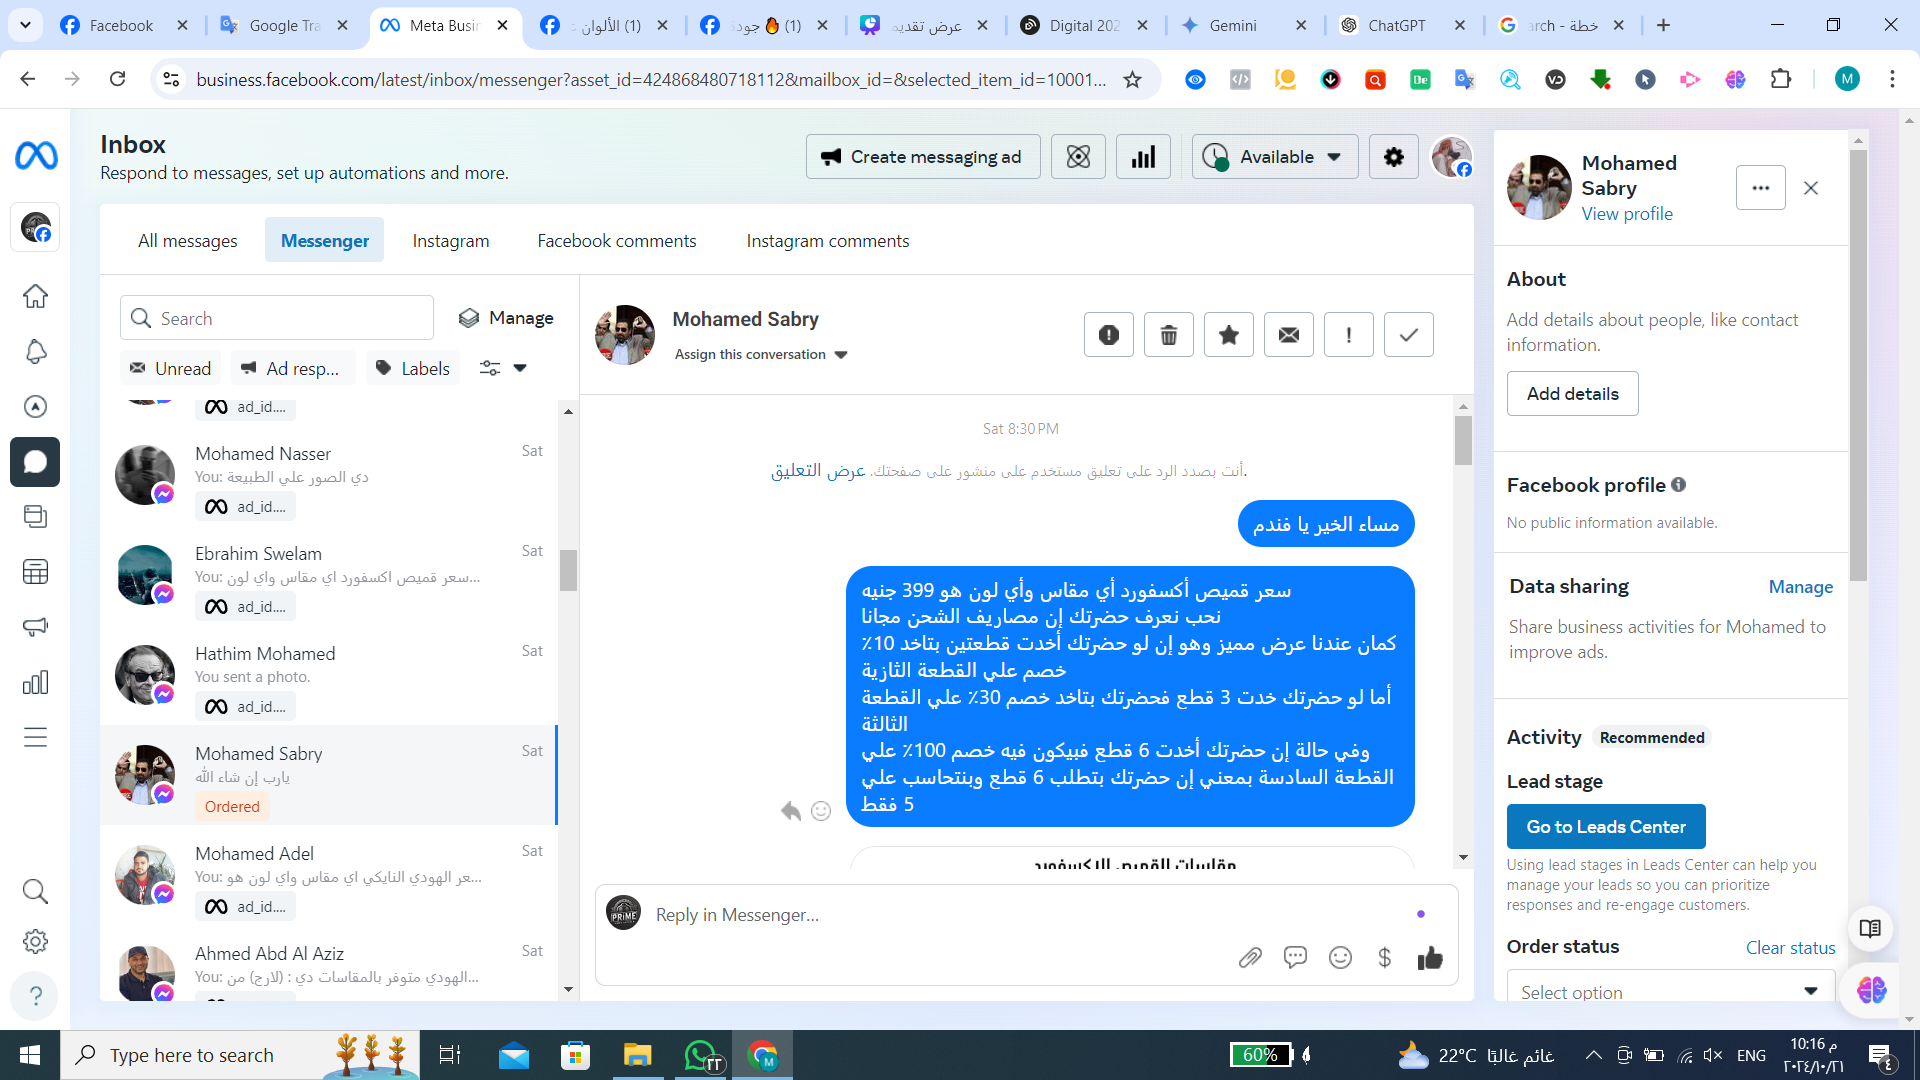 Facebook
Google Tra
Meta Busin
(1) الألوان
(1) 🔥 جودة
عرض تقديم
Digital 202
Gemini
ChatGPT
خطة - arch
business.facebook.com/latest/inbox/messenger?asset_id=424868480718112&mailbox_id=&selected_item_id=10001...
M
Inbox
Respond to messages, set up automations and more.
Create messaging ad
Available
All messages
Messenger
Instagram
Facebook comments
Instagram comments
Search
Manage
Unread
Ad resp...
Labels
ad_id....
Mohamed Nasser
Sat
You: دي الصور علي الطبيعة
ad_id....
Ebrahim Swelam
Sat
You: سعر قميص اكسفورد اي مقاس واي لون...
ad_id....
Hathim Mohamed
Sat
You sent a photo.
ad_id....
Mohamed Sabry
Sat
يارب إن شاء الله
Ordered
Mohamed Adel
Sat
You: عر الهودي النايكي اي مقاس واي لون هو...
ad_id....
Ahmed Abd Al Aziz
Sat
You: الهودي متوفر بالمقاسات دي : (لارج) من...
Mohamed Sabry
Assign this conversation
Sat 8:30 PM
أنت بصدد الرد على تعليق مستخدم على منشور على صفحتك. عرض التعليق.
مساء الخير يا فندم
سعر قميص أكسفورد أي مقاس وأي لون هو 399 جنيه
نحب نعرف حضرتك إن مصاريف الشحن مجانا
كمان عندنا عرض مميز وهو إن لو حضرتك أخدت قطعتين بتاخد 10٪
خصم علي القطعة الثازية
أما لو حضرتك خدت 3 قطع فحضرتك بتاخد خصم 30٪ علي القطعة
الثالثة
وفي حالة إن حضرتك أخدت 6 قطع فبيكون فيه خصم 100٪ علي
القطعة السادسة بمعني إن حضرتك بتطلب 6 قطع وبنتحاسب علي
5 فقط
مقاسات القميص الاكسفورد
PRiME
Reply in Messenger...
Mohamed
Sabry
View profile
About
Add details about people, like contact
information.
Add details
Facebook profile
No public information available.
Data sharing
Manage
Share business activities for Mohamed to
improve ads.
Activity
Recommended
Lead stage
Go to Leads Center
Using lead stages in Leads Center can help you
manage your leads so you can prioritize
responses and re-engage customers.
Order status
Clear status
Select option
Type here to search
٢٢
M
60%
22°C
غائم غالبًا
ENG
10:16 م
٢٠٢٤/١٠/٢١
٤